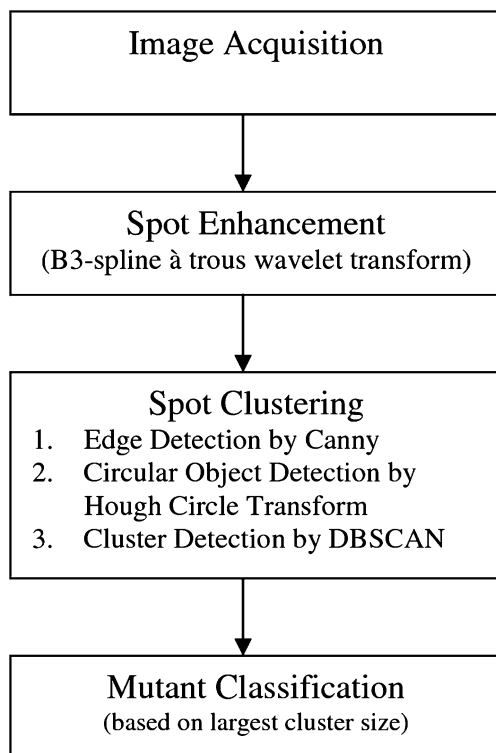 Image Acquisition
Spot Enhancement
(B3-spline à trous wavelet transform)
Spot Clustering
1. Edge Detection by Canny
2. Circular Object Detection by
Hough Circle Transform
3. Cluster Detection by DBSCAN
Mutant Classification
(based on largest cluster size)